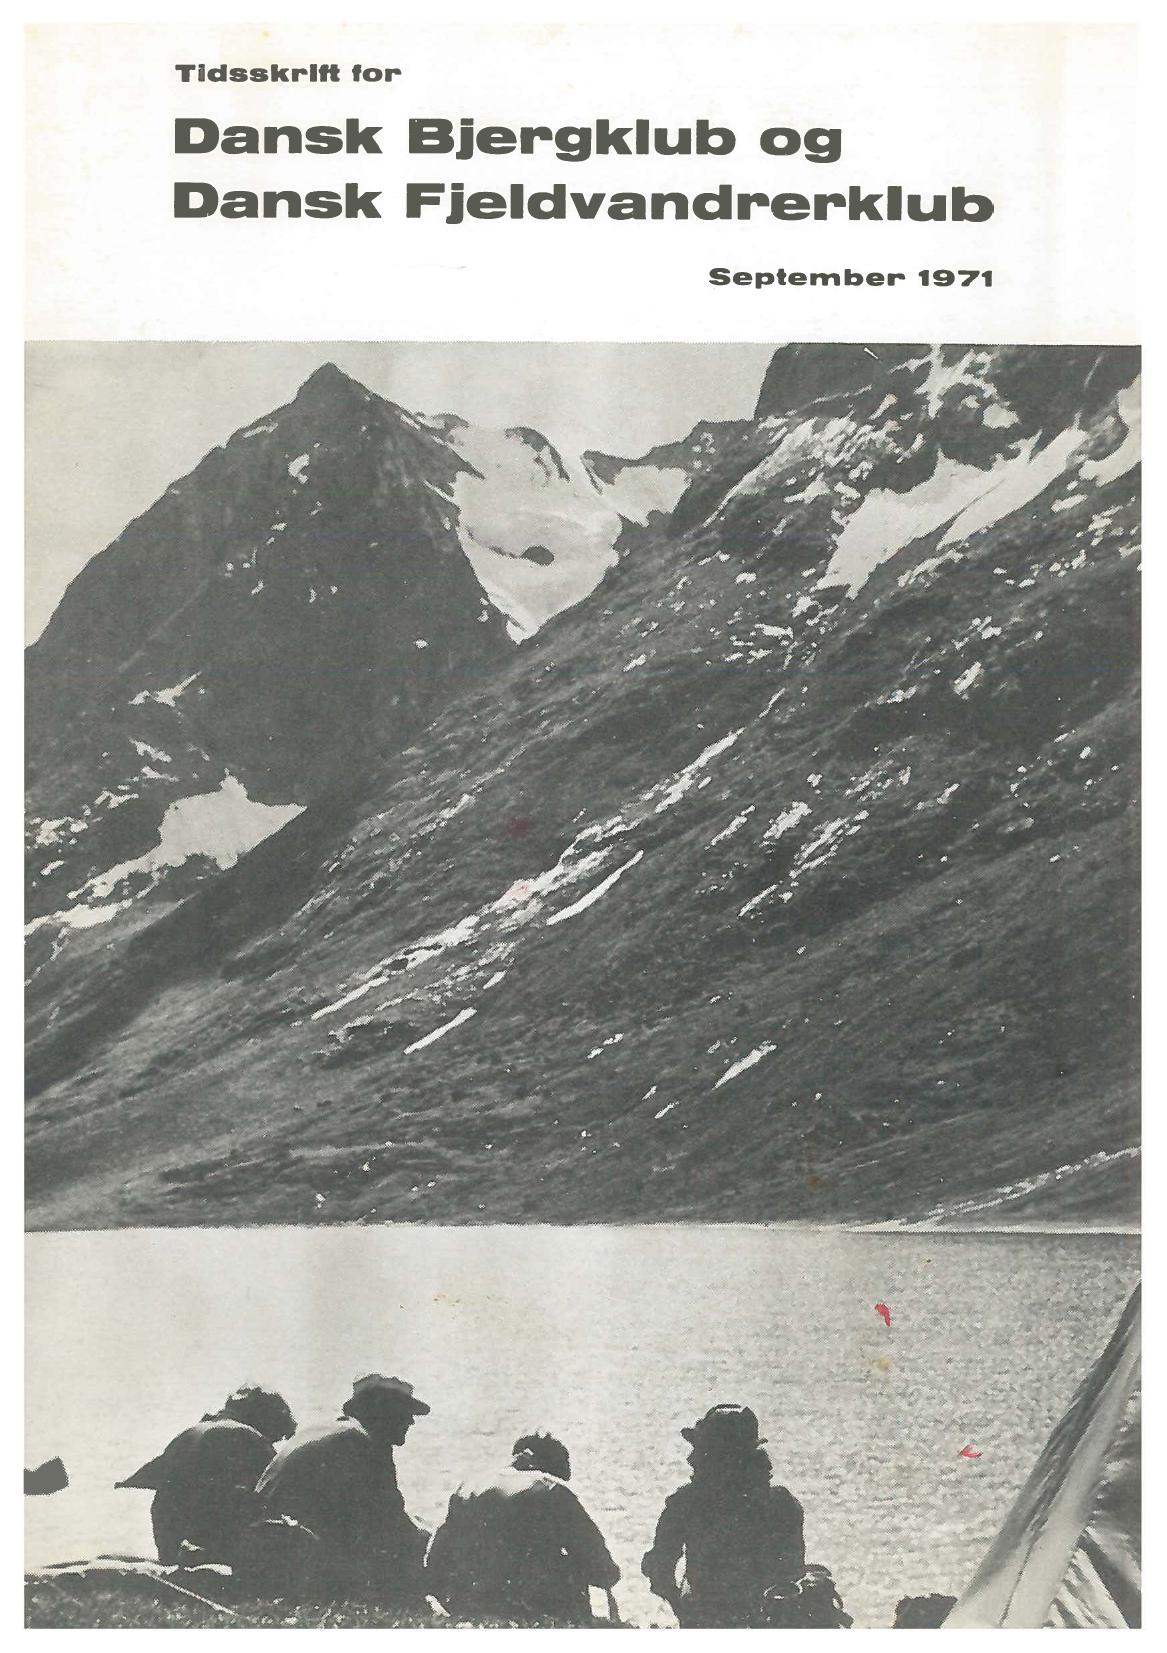 Tidsskrift for
Dansk Bjergklub og
Dansk Fjeldvandrerklub
September 1971